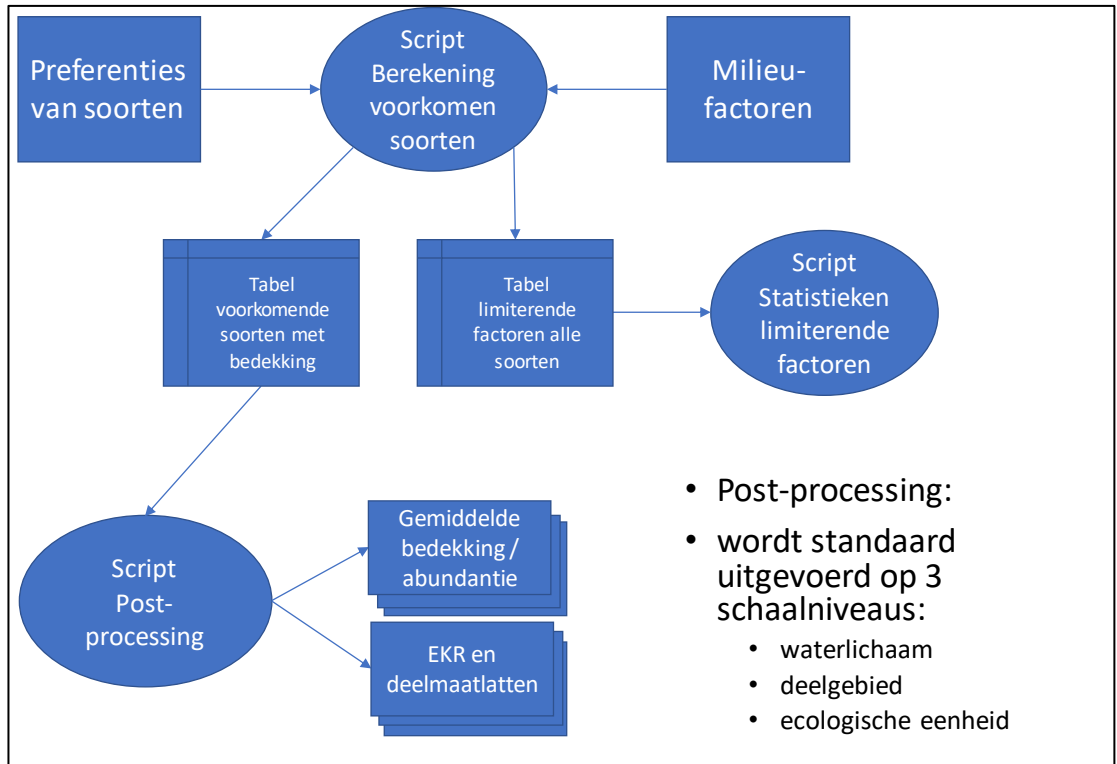 Preferenties
van soorten
Script
Berekening
voorkomen
soorten
Milieu-
factoren
Tabel
voorkomende
soorten met
bedekking
Tabel
limiterende
factoren alle
soorten
Script
Statistieken
limiterende
factoren
Script
Post-
processing
Gemiddelde
bedekking /
abundantie
EKR en
deelmaatlatten
• Post-processing:
• wordt standaard
uitgevoerd op 3
schaalniveaus:
• waterlichaam
• deelgebied
• ecologische eenheid